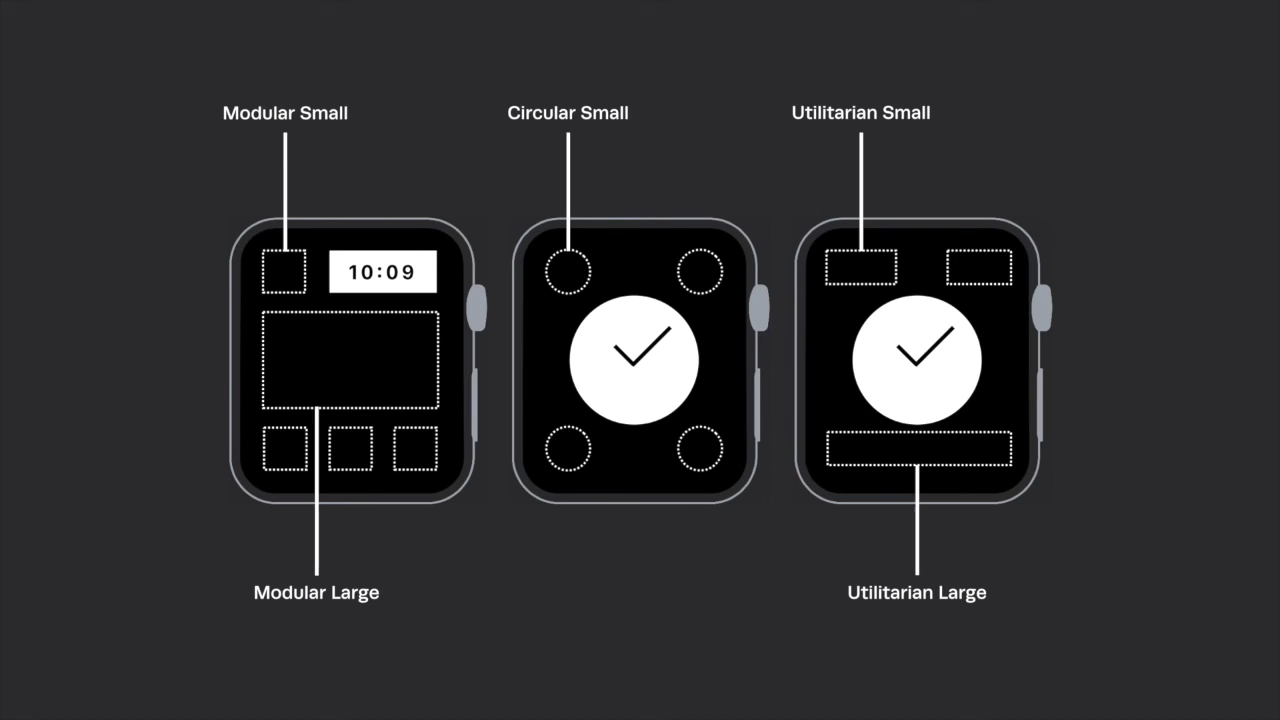 Modular Small
Circular Small
Utilitarian Small
10:09
Modular Large
Utilitarian Large